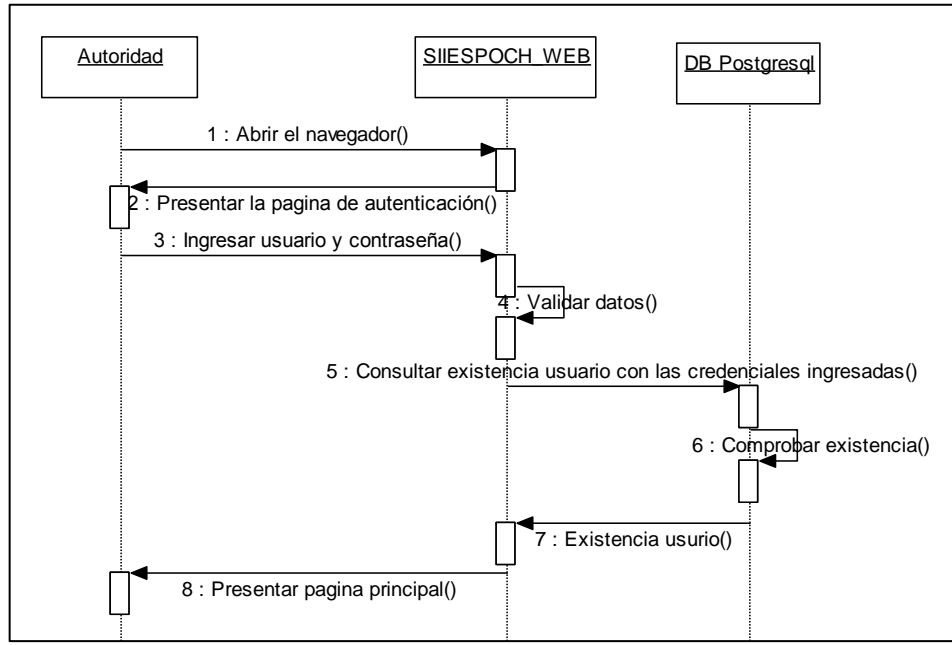 Autoridad
SIIESPOCH_WEB
DB Postgresql
1 : Abrir el navegador()
2 : Presentar la pagina de autenticación()
3 : Ingresar usuario y contraseña()
4 : Validar datos()
5 : Consultar existencia usuario con las credenciales ingresadas()
6 : Comprobar existencia()
7 : Existencia usurio()
8 : Presentar pagina principal()